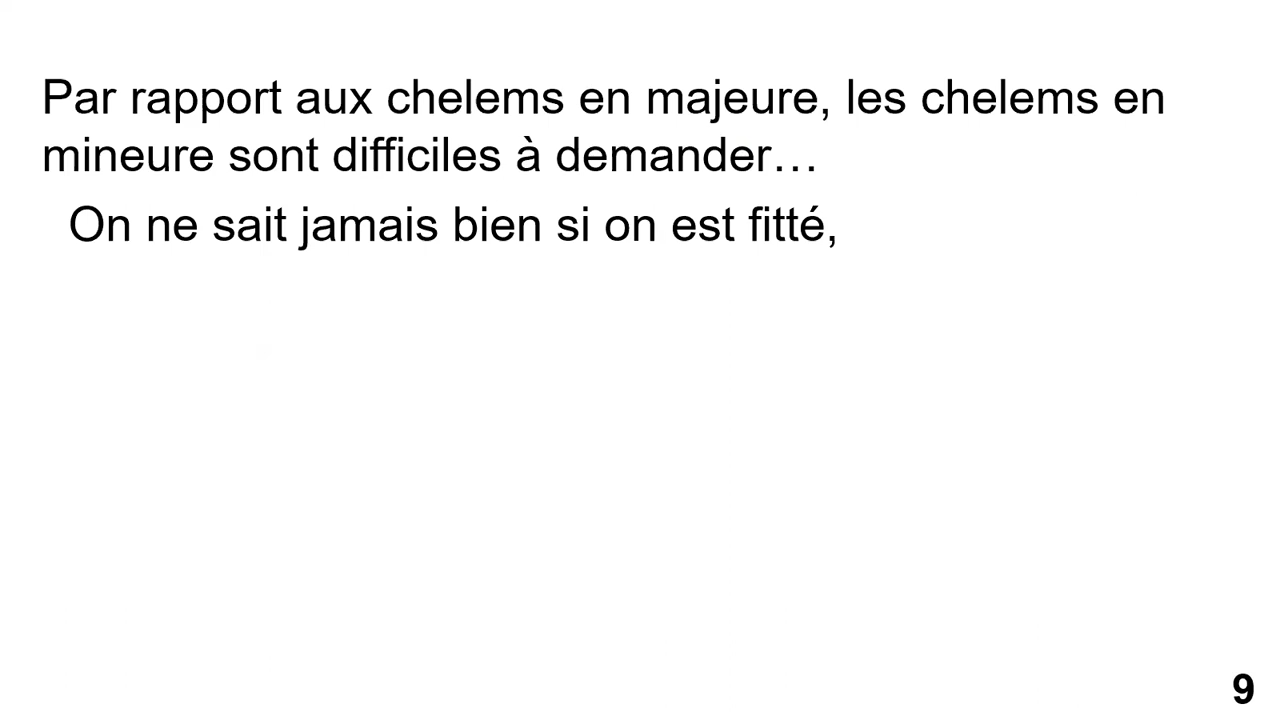 Par rapport aux chelems en majeure, les chelems en
mineure sont difficiles à demander…
On ne sait jamais bien si on est fitté,
9